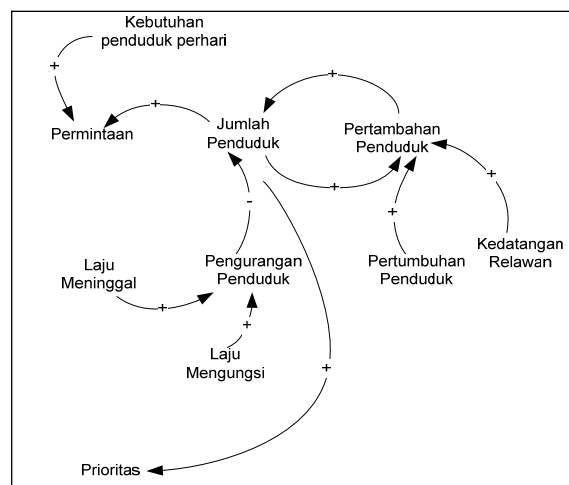 Kebutuhan
penduduk perhari
+
+
+
Permintaan
Jumlah
Penduduk
Pertambahan
Penduduk
+
+
-
+
Kedatangan
Relawan
Laju
Meninggal
Pengurangan
Penduduk
Pertumbuhan
Penduduk
+
+
Laju
Mengungsi
+
Prioritas